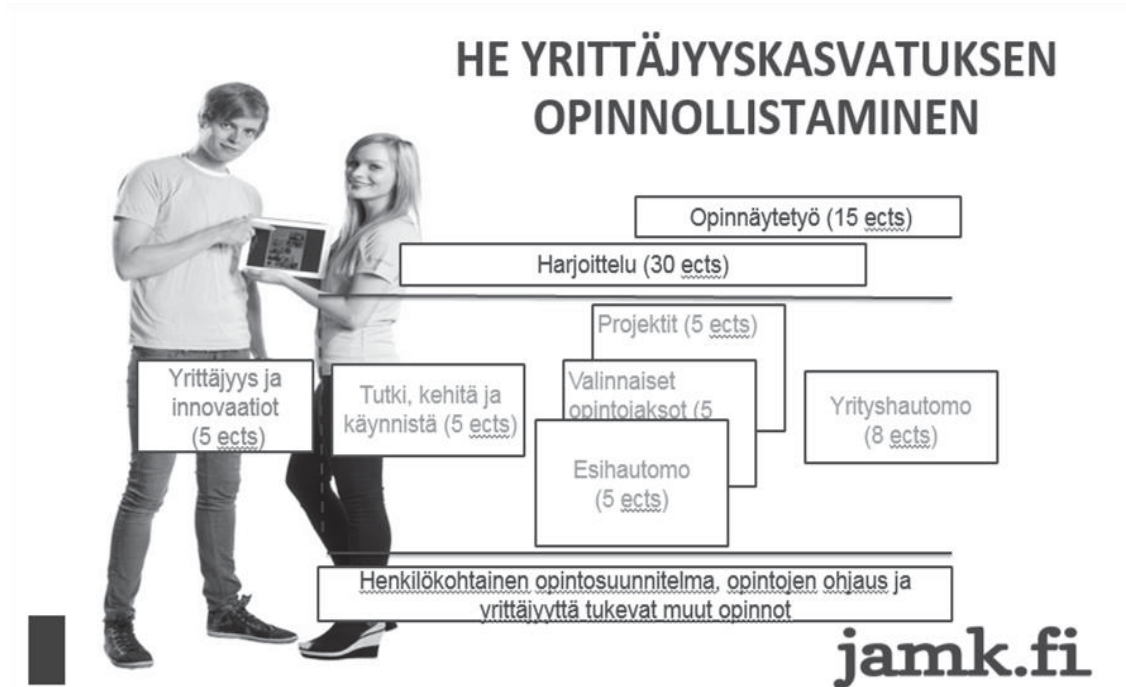 HE YRITTÄJYYSKASVATUKSEN
OPINNOLLISTAMINEN
Opinnäytetyö (15 ects)
Harjoittelu (30 ects)
Projektit (5 ects)
Yrittäjyys ja
innovaatiot
(5 ects)
Tutki, kehitä ja
käynnistä (5 ects)
Valinnaiset
opintojaksot (5
Esihautomo
(5 ects)
Yrityshautomo
(8 ects)
Henkilökohtainen opintosuunnitelma, opintojen ohjaus ja
yrittäjyyttä tukevat muut opinnot
jamk.fi